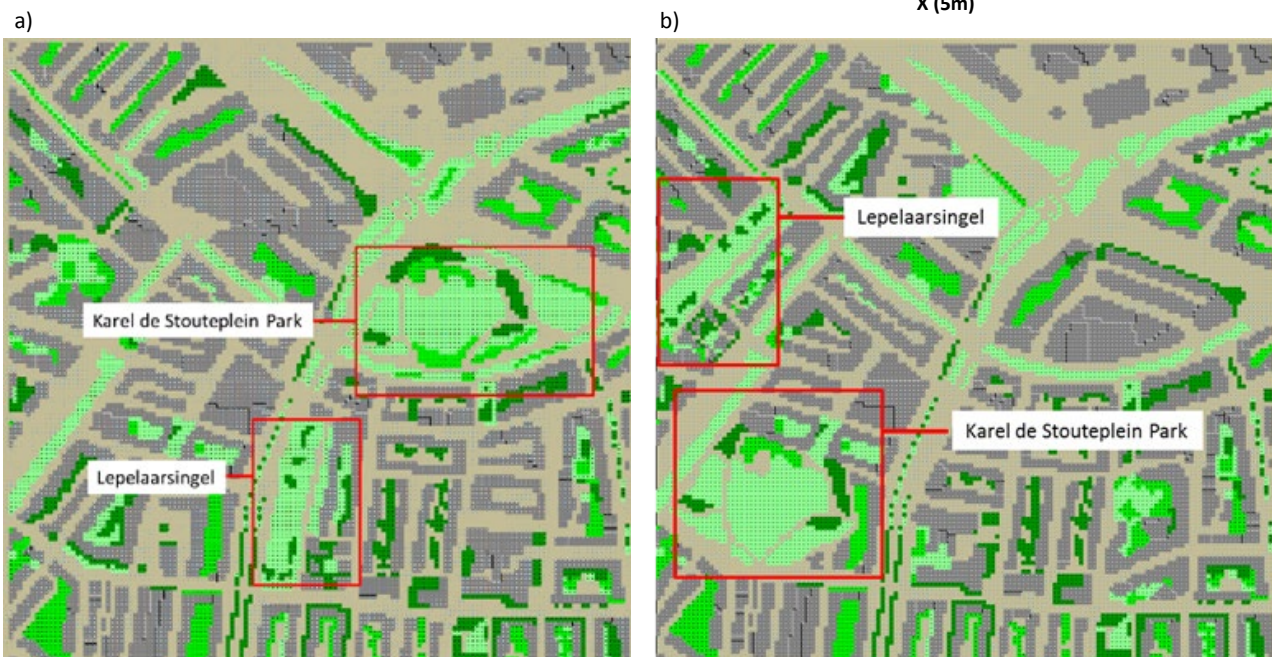 X (5m)
a)
b)
Lepelaarsingel
Karel de Stouteplein Park
Karel de Stouteplein Park
Lepelaarsingel